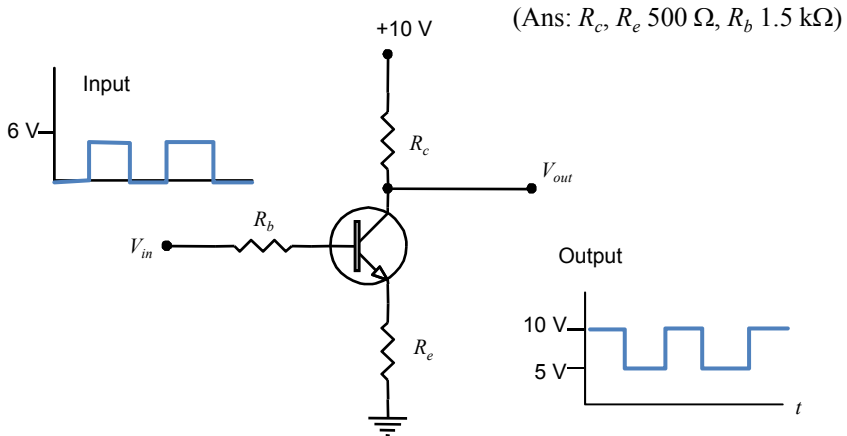 (Ans: Rc, Re 500 Ω, Rb 1.5 kΩ)
+10 V
Input
6 V
Rc
Vout
Rb
Vin
Output
Re
10 V
5 V
t